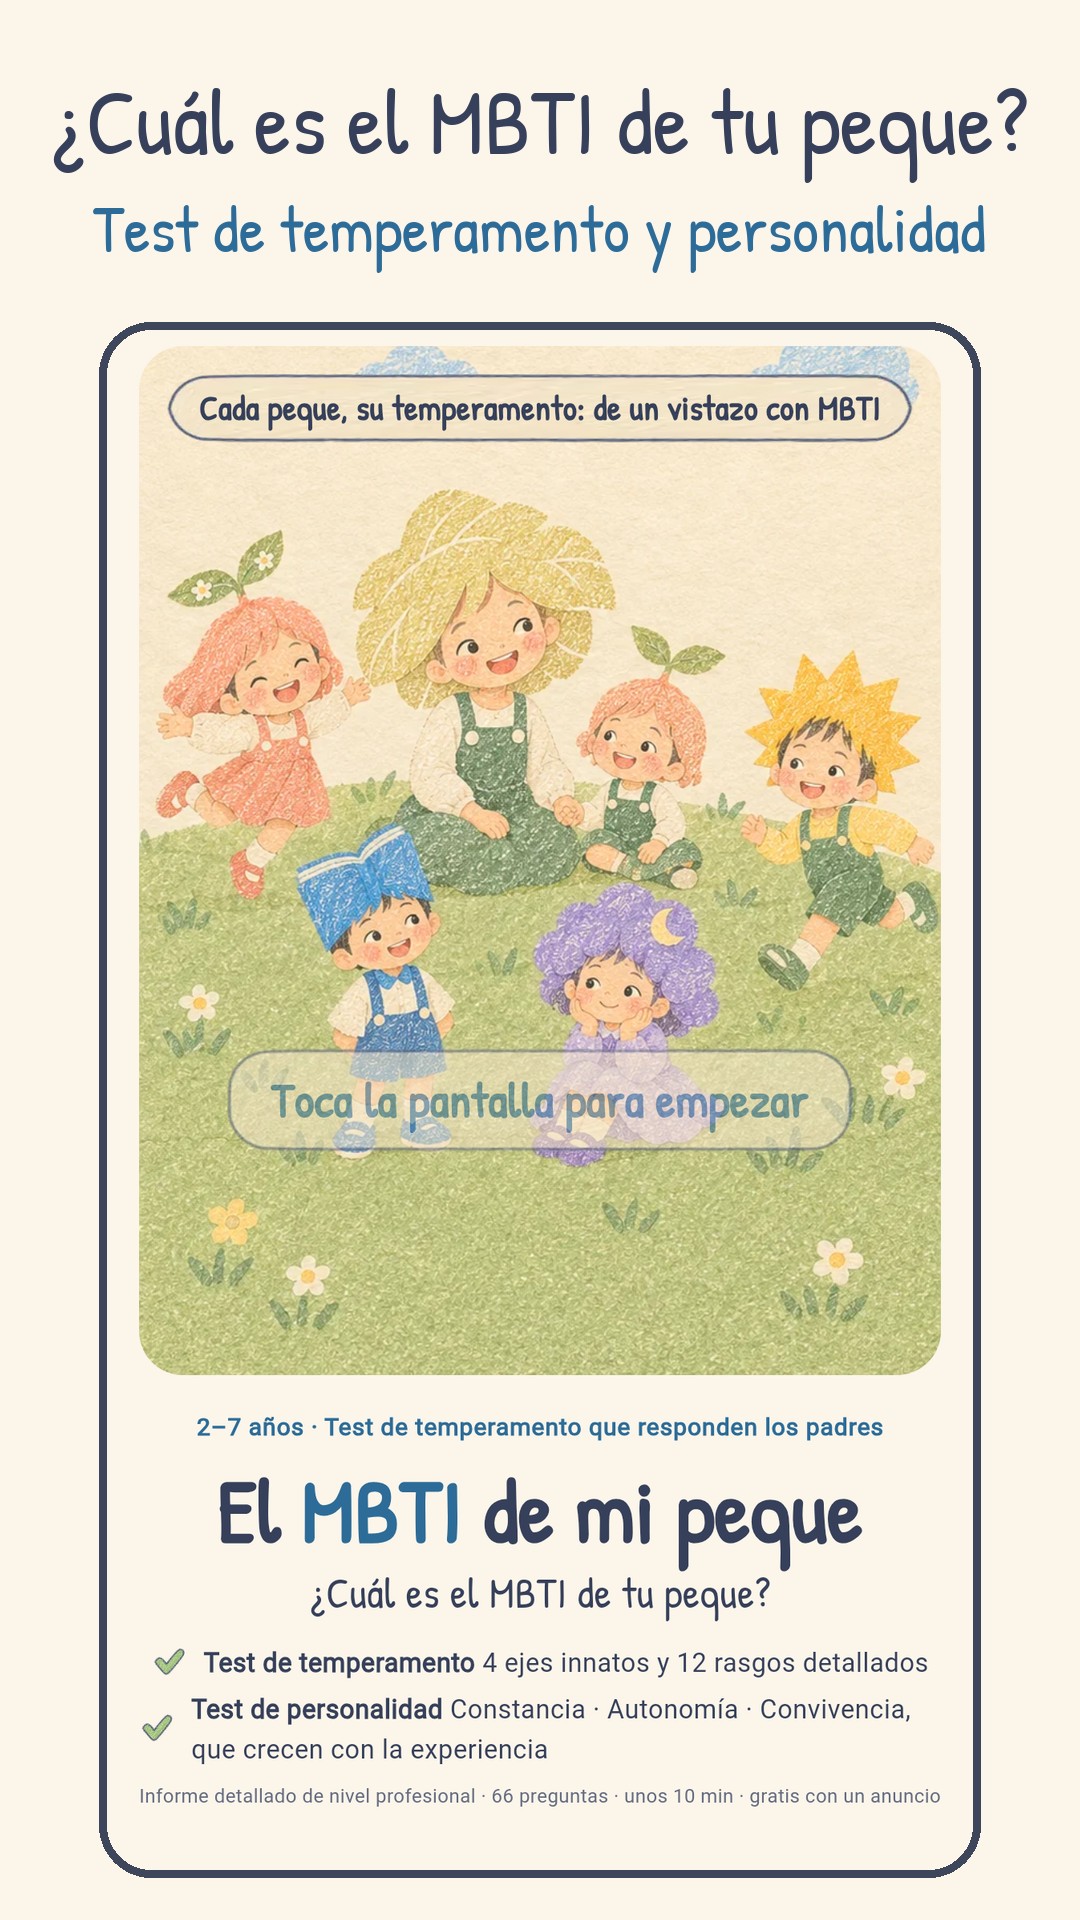 ¿Cuál es el MBTI de tu peque?
Test de temperamento y personalidad
Cada peque, su temperamento: de un vistazo con MBTI
Toca la pantalla para empezar
2–7 años · Test de temperamento que responden los padres
El MBTI de mi peque
¿Cuál es el MBTI de tu peque?
Test de temperamento 4 ejes innatos y 12 rasgos detallados
Test de personalidad Constancia · Autonomía · Convivencia,
que crecen con la experiencia
Informe detallado de nivel profesional · 66 preguntas · unos 10 min · gratis con un anuncio